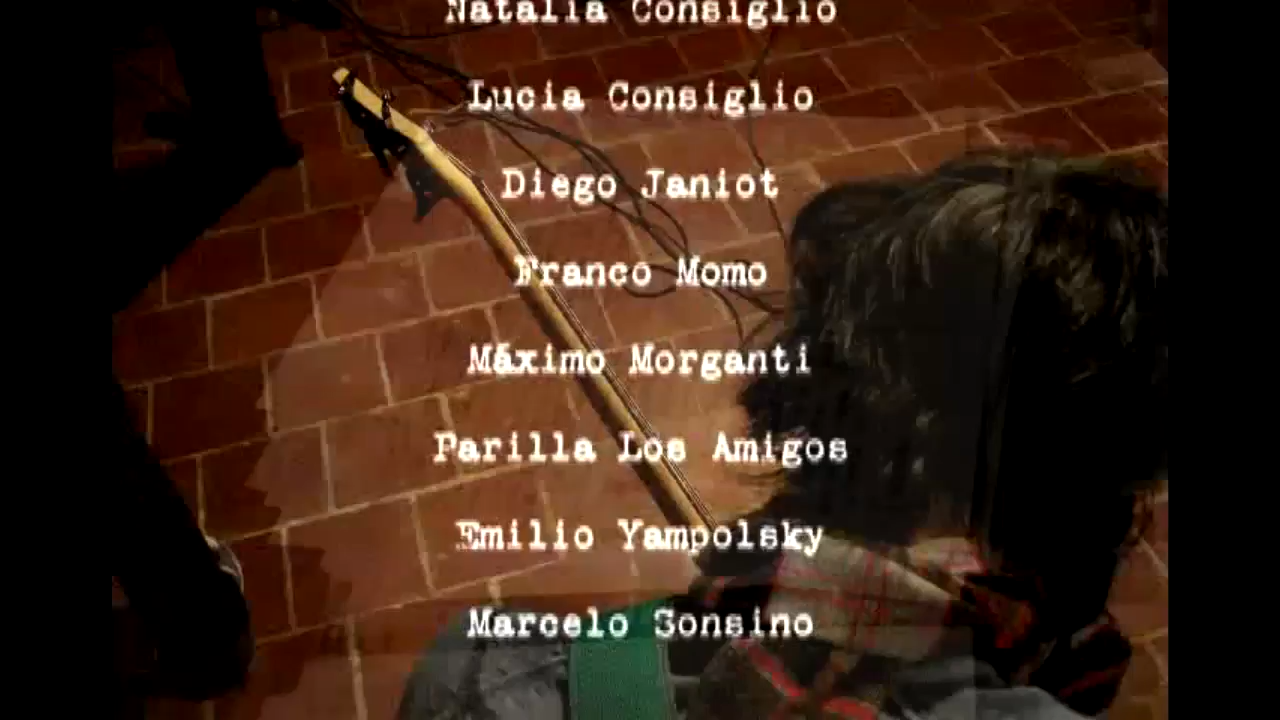 Natalia Consiglio
Lucia Consiglio
Diego Janiot
Franco Momo
Máximo Morganti
Parilla Los Amigos
Emilio Yampolsky
Marcelo Gonsino